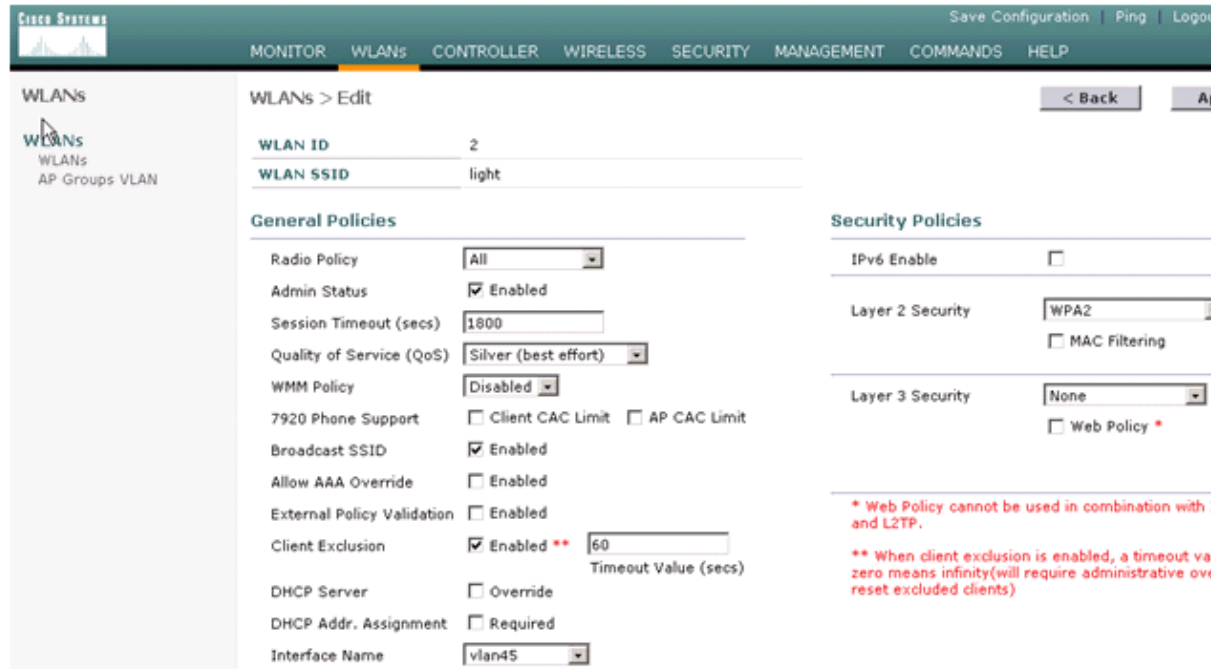 CISCO SYSTEMS
Save Configuration | Ping | Logou
MONITOR WLANs CONTROLLER WIRELESS SECURITY MANAGEMENT COMMANDS HELP
WLANs
WLANs
WLANs
AP Groups VLAN
WLANs > Edit
< Back
Ap
WLAN ID 2
WLAN SSID light
General Policies
Radio Policy All
Admin Status Enabled
Session Timeout (secs) 1800
Quality of Service (QoS) Silver (best effort)
WMM Policy Disabled
7920 Phone Support Client CAC Limit AP CAC Limit
Broadcast SSID Enabled
Allow AAA Override Enabled
External Policy Validation Enabled
Client Exclusion Enabled ** 60
Timeout Value (secs)
DHCP Server Override
DHCP Addr. Assignment Required
Interface Name vlan45
Security Policies
IPv6 Enable
Layer 2 Security WPA2
MAC Filtering
Layer 3 Security None
Web Policy *
* Web Policy cannot be used in combination with
and L2TP.
** When client exclusion is enabled, a timeout va
zero means infinity(will require administrative ove
reset excluded clients)